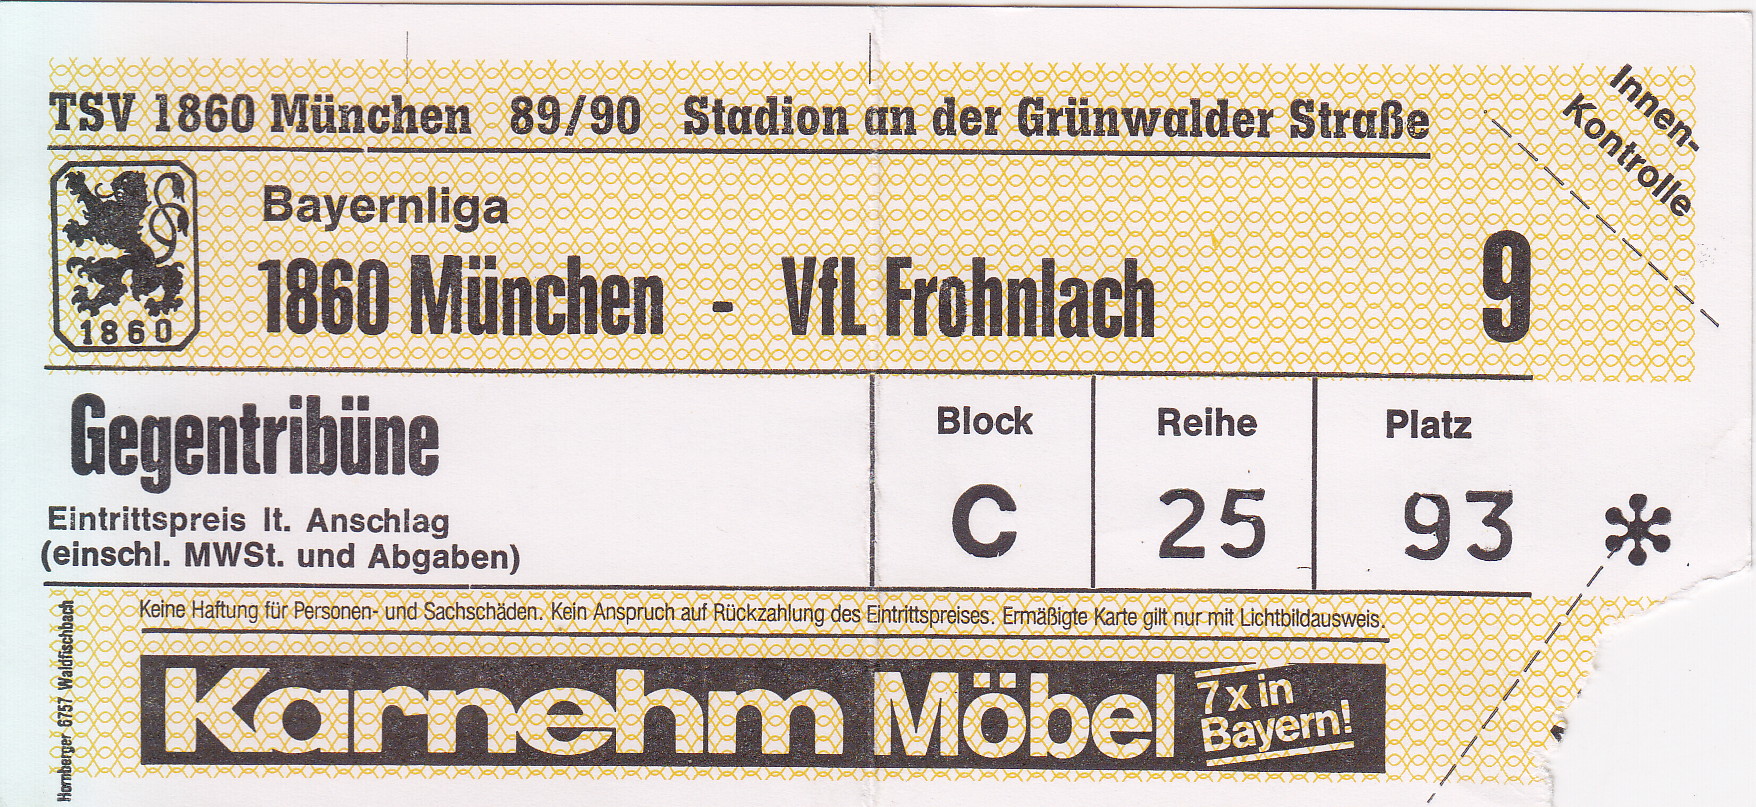 TSV 1860 München 89/90 Stadion an der Grünwalder Straße
Innen-
Kontrolle
1860
Bayernliga
1860 München - VfL Frohnlach
9
Gegentribüne
Eintrittspreis lt. Anschlag
(einschl. MWSt. und Abgaben)
Block Reihe Platz
C 25 93
Keine Haftung für Personen- und Sachschäden. Kein Anspruch auf Rückzahlung des Eintrittspreises. Ermäßigte Karte gilt nur mit Lichtbildausweis.
Karnehm Möbel
7x in
Bayern!
Homberger 6757 Waldfischbach